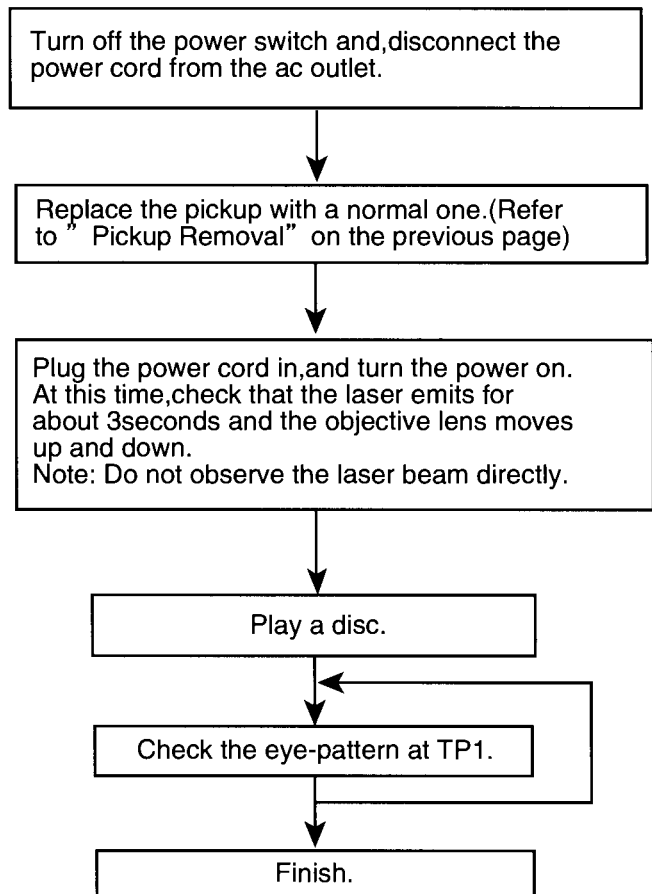 Turn off the power switch and,disconnect the
power cord from the ac outlet.
Replace the pickup with a normal one.(Refer
to ” Pickup Removal” on the previous page)
Plug the power cord in,and turn the power on.
At this time,check that the laser emits for
about 3seconds and the objective lens moves
up and down.
Note: Do not observe the laser beam directly.
Play a disc.
Check the eye-pattern at TP1.
Finish.